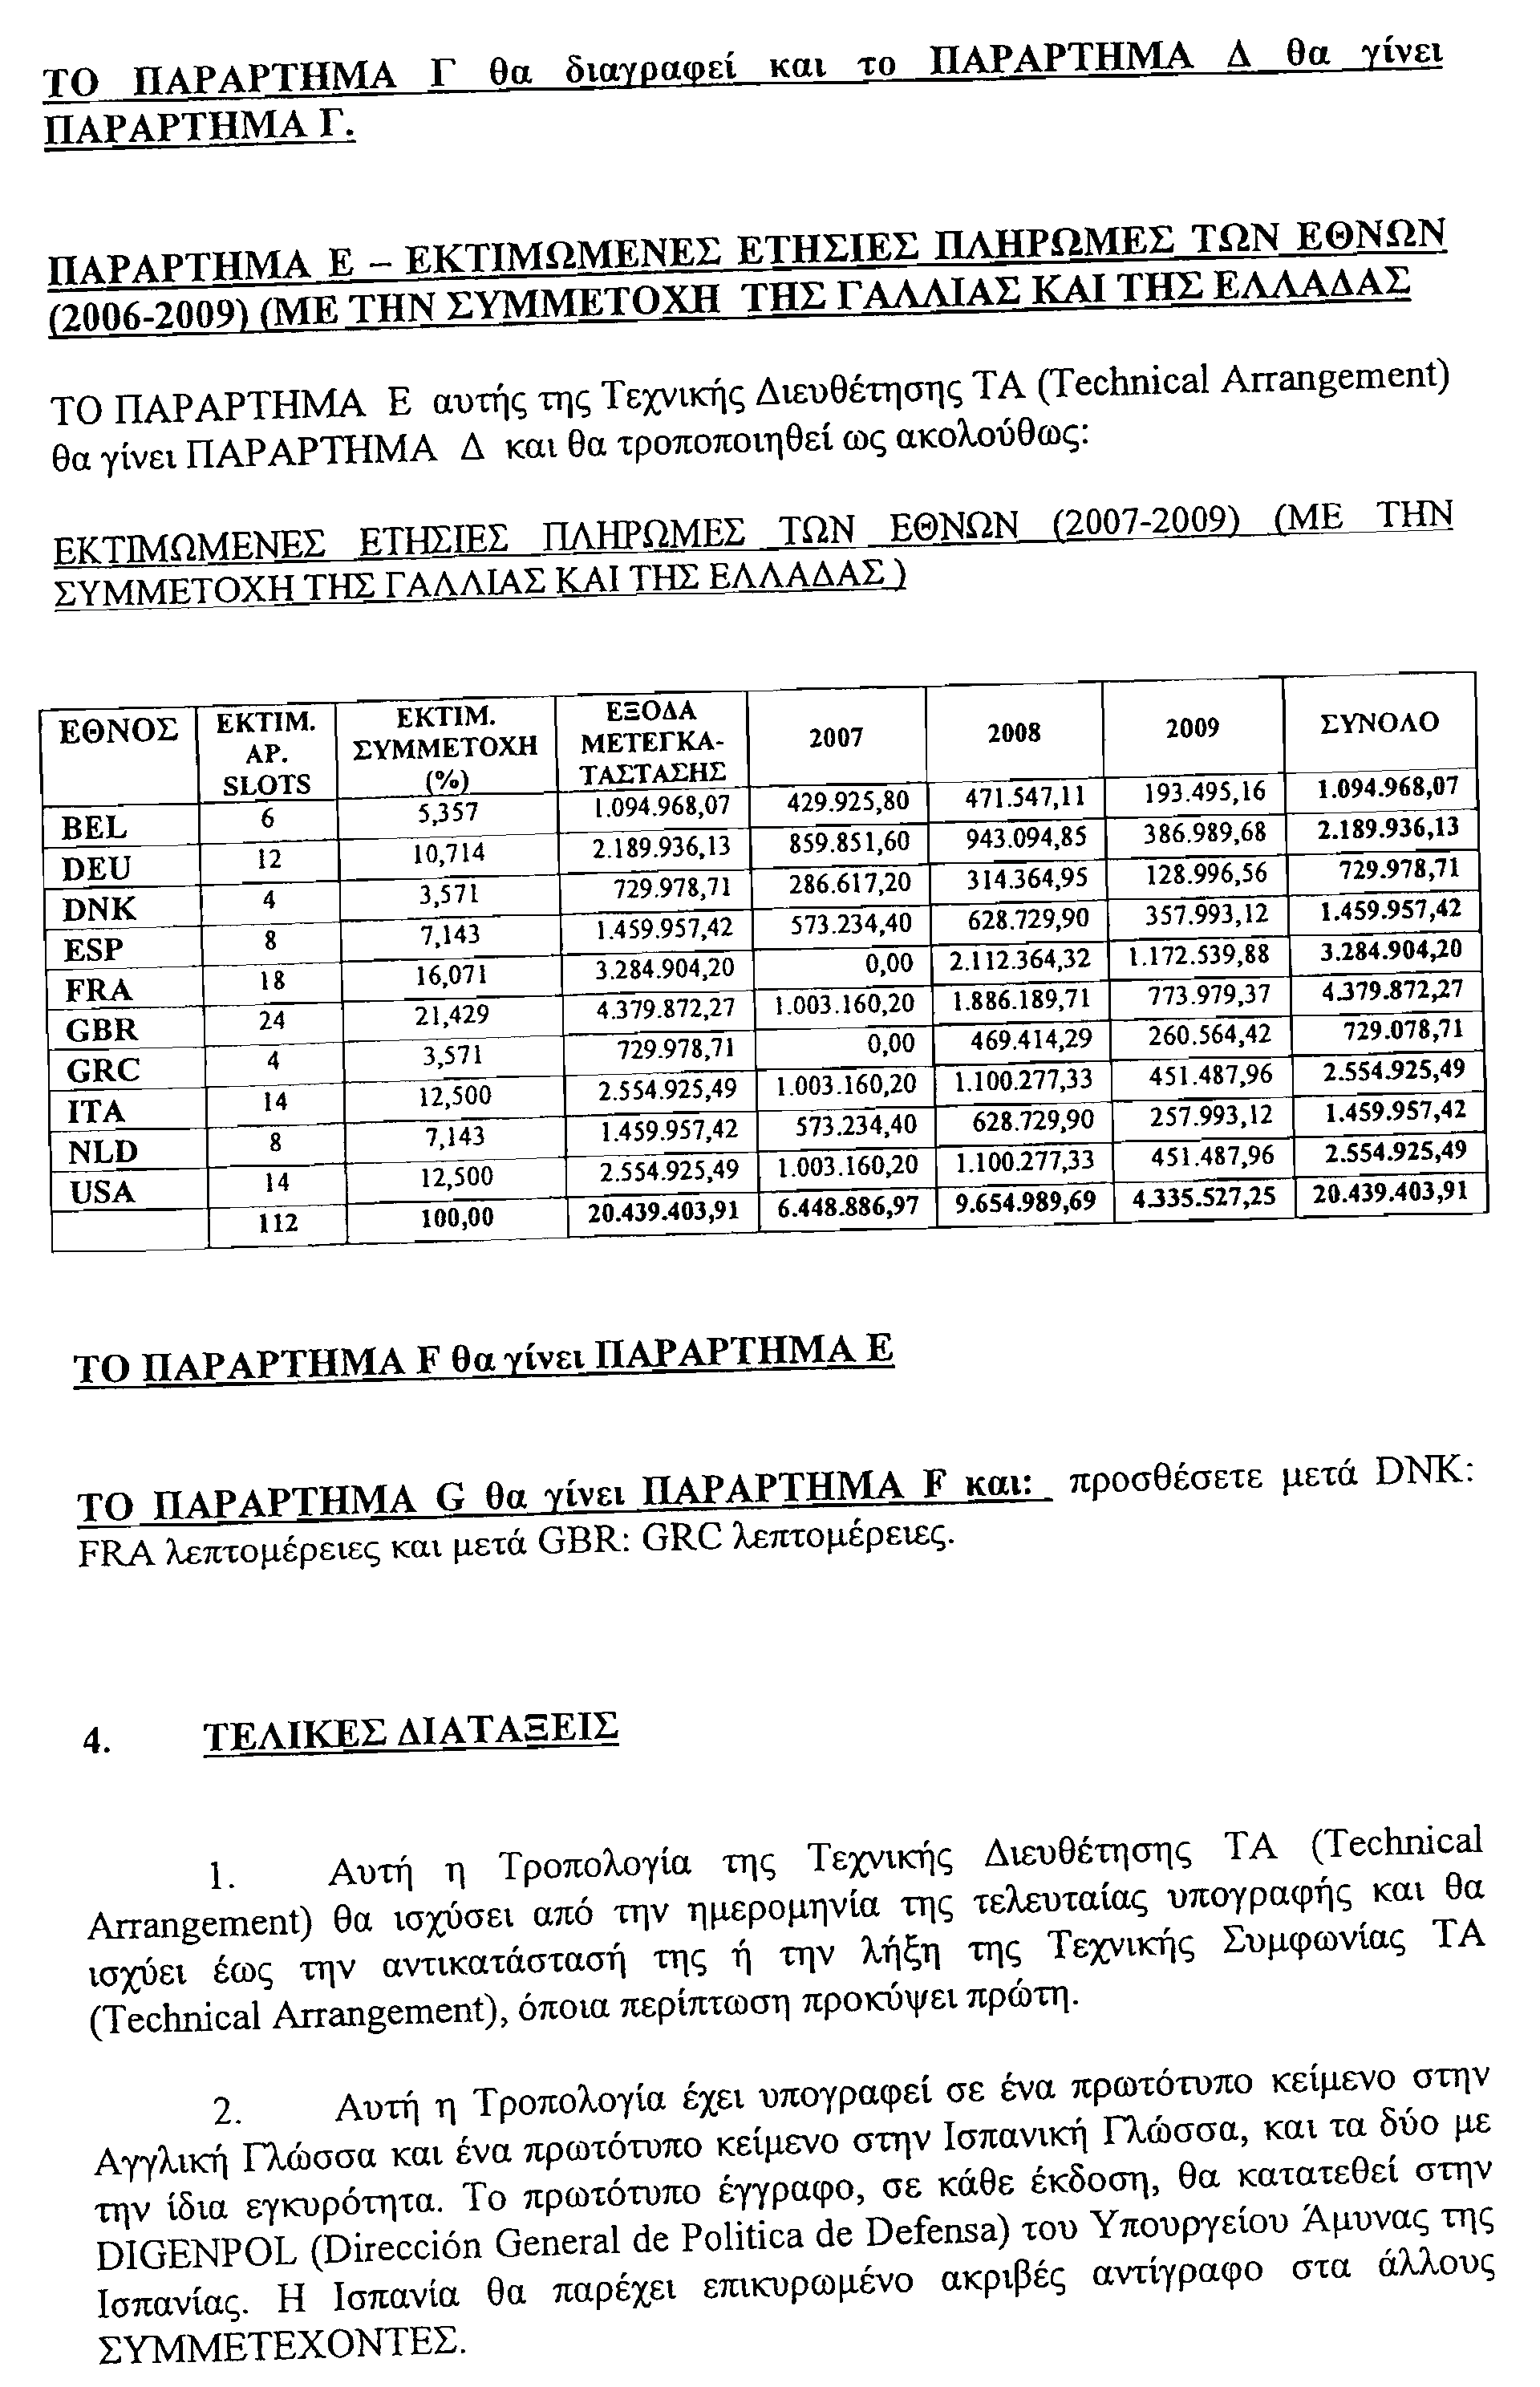 ΤΟ ΠΑΡΑΡΤΗΜΑ Γ θα διαγραφεί και το ΠΑΡΑΡΤΗΜΑ Δ θα γίνει
ΠΑΡΑΡΤΗΜΑ Γ.
ΠΑΡΑΡΤΗΜΑ Ε – ΕΚΤΙΜΩΜΕΝΕΣ ΕΤΗΣΙΕΣ ΠΛΗΡΩΜΕΣ ΤΩΝ ΕΘΝΩΝ
(2006-2009) (ΜΕ ΤΗΝ ΣΥΜΜΕΤΟΧΗ ΤΗΣ ΓΑΛΛΙΑΣ ΚΑΙ ΤΗΣ ΕΛΛΑΔΑΣ
ΤΟ ΠΑΡΑΡΤΗΜΑ Ε αυτής της Τεχνικής Διευθέτησης ΤΑ (Technical Arrangement)
θα γίνει ΠΑΡΑΡΤΗΜΑ Δ και θα τροποποιηθεί ως ακολούθως:
ΕΚΤΙΜΩΜΕΝΕΣ ΕΤΗΣΙΕΣ ΠΛΗΡΩΜΕΣ ΤΩΝ ΕΘΝΩΝ (2007-2009) (ΜΕ ΤΗΝ
ΣΥΜΜΕΤΟΧΗ ΤΗΣ ΓΑΛΛΙΑΣ ΚΑΙ ΤΗΣ ΕΛΛΑΔΑΣ )
ΕΘΝΟΣ ΕΚΤΙΜ. ΑΡ. SLOTS ΕΚΤΙΜ. ΣΥΜΜΕΤΟΧΗ (%) ΕΞΟΔΑ ΜΕΤΕΓΚΑ-ΤΑΣΤΑΣΗΣ 2007 2008 2009 ΣΥΝΟΛΟ
BEL 6 5,357 1.094.968,07 429.925,80 471.547,11 193.495,16 1.094.968,07
DEU 12 10,714 2.189.936,13 859.851,60 943.094,85 386.989,68 2.189.936,13
DNK 4 3,571 729.978,71 286.617,20 314.364,95 128.996,56 729.978,71
ESP 8 7,143 1.459.957,42 573.234,40 628.729,90 357.993,12 1.459.957,42
FRA 18 16,071 3.284.904,20 0,00 2.112.364,32 1.172.539,88 3.284.904,20
GBR 24 21,429 4.379.872,27 1.003.160,20 1.886.189,71 773.979,37 4.379.872,27
GRC 4 3,571 729.978,71 0,00 469.414,29 260.564,42 729.078,71
ITA 14 12,500 2.554.925,49 1.003.160,20 1.100.277,33 451.487,96 2.554.925,49
NLD 8 7,143 1.459.957,42 573.234,40 628.729,90 257.993,12 1.459.957,42
USA 14 12,500 2.554.925,49 1.003.160,20 1.100.277,33 451.487,96 2.554.925,49
112 100,00 20.439.403,91 6.448.886,97 9.654.989,69 4.335.527,25 20.439.403,91
ΤΟ ΠΑΡΑΡΤΗΜΑ F θα γίνει ΠΑΡΑΡΤΗΜΑ Ε
ΤΟ ΠΑΡΑΡΤΗΜΑ G θα γίνει ΠΑΡΑΡΤΗΜΑ F και: προσθέσετε μετά DNK:
FRA λεπτομέρειες και μετά GBR: GRC λεπτομέρειες.
4. ΤΕΛΙΚΕΣ ΔΙΑΤΑΞΕΙΣ
1. Αυτή η Τροπολογία της Τεχνικής Διευθέτησης ΤΑ (Technical
Arrangement) θα ισχύσει από την ημερομηνία της τελευταίας υπογραφής και θα
ισχύει έως την αντικατάστασή της ή την λήξη της Τεχνικής Συμφωνίας ΤΑ
(Technical Arrangement), όποια περίπτωση προκύψει πρώτη.
2. Αυτή η Τροπολογία έχει υπογραφεί σε ένα πρωτότυπο κείμενο στην
Αγγλική Γλώσσα και ένα πρωτότυπο κείμενο στην Ισπανική Γλώσσα, και τα δύο με
την ίδια εγκυρότητα. Το πρωτότυπο έγγραφο, σε κάθε έκδοση, θα κατατεθεί στην
DIGENPOL (Dirección General de Politica de Defensa) του Υπουργείου Άμυνας της
Ισπανίας. Η Ισπανία θα παρέχει επικυρωμένο ακριβές αντίγραφο στα άλλους
ΣΥΜΜΕΤΕΧΟΝΤΕΣ.